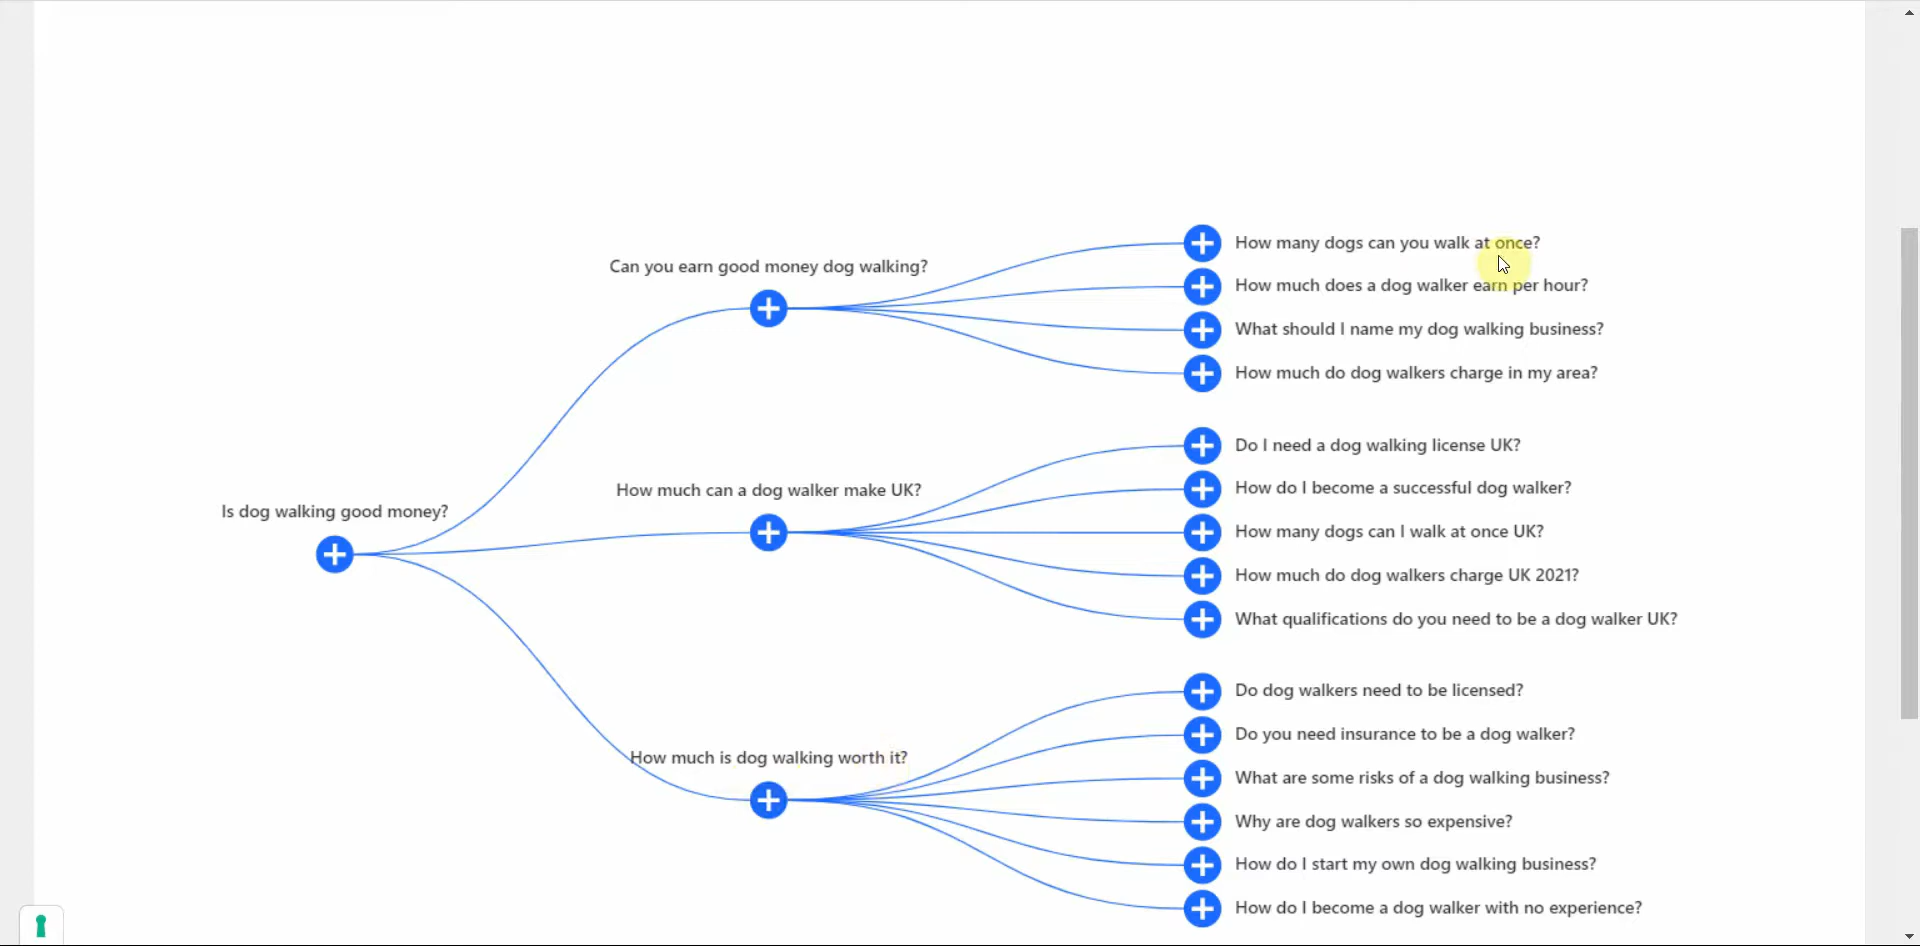 Is dog walking good money?
Can you earn good money dog walking?
How many dogs can you walk at once?
How much does a dog walker earn per hour?
What should I name my dog walking business?
How much do dog walkers charge in my area?
How much can a dog walker make UK?
Do I need a dog walking license UK?
How do I become a successful dog walker?
How many dogs can I walk at once UK?
How much do dog walkers charge UK 2021?
What qualifications do you need to be a dog walker UK?
How much is dog walking worth it?
Do dog walkers need to be licensed?
Do you need insurance to be a dog walker?
What are some risks of a dog walking business?
Why are dog walkers so expensive?
How do I start my own dog walking business?
How do I become a dog walker with no experience?